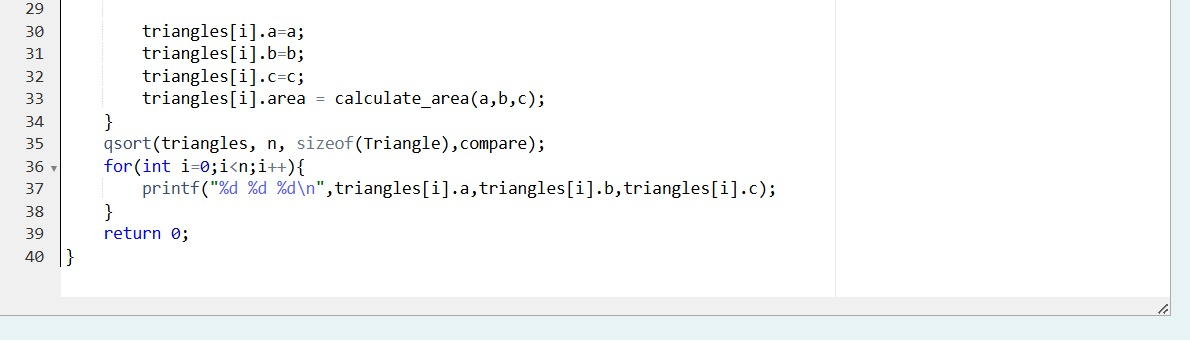 29
30 triangles[i].a=a;
31 triangles[i].b=b;
32 triangles[i].c=c;
33 triangles[i].area = calculate_area(a,b,c);
34 }
35 qsort(triangles, n, sizeof(Triangle),compare);
36 for(int i=0;i<n;i++){
37 printf("%d %d %d\n",triangles[i].a,triangles[i].b,triangles[i].c);
38 }
39 return 0;
40 }